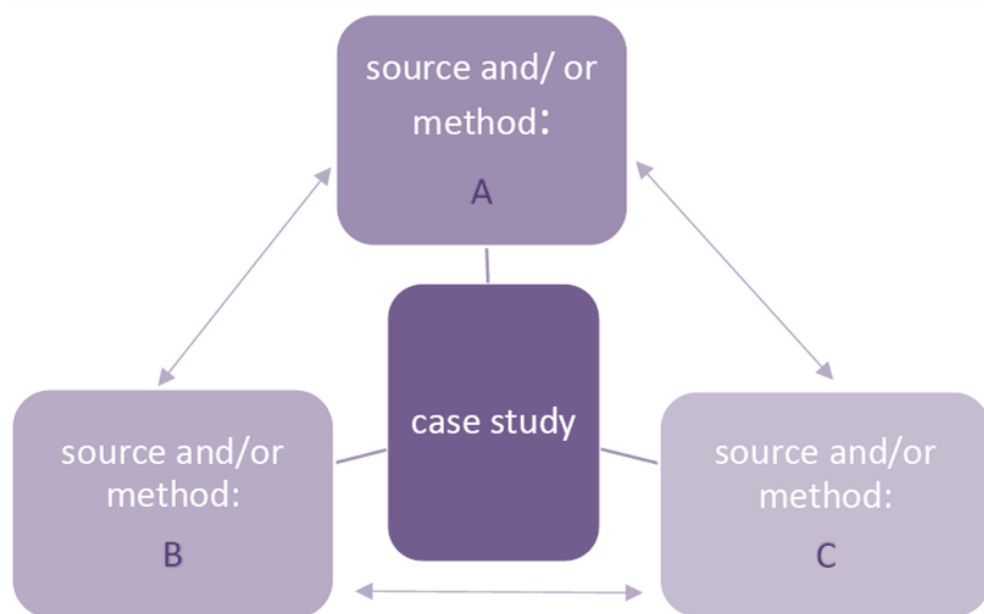 source and/ or
method:
A
case study
source and/or
method:
B
source and/or
method:
C